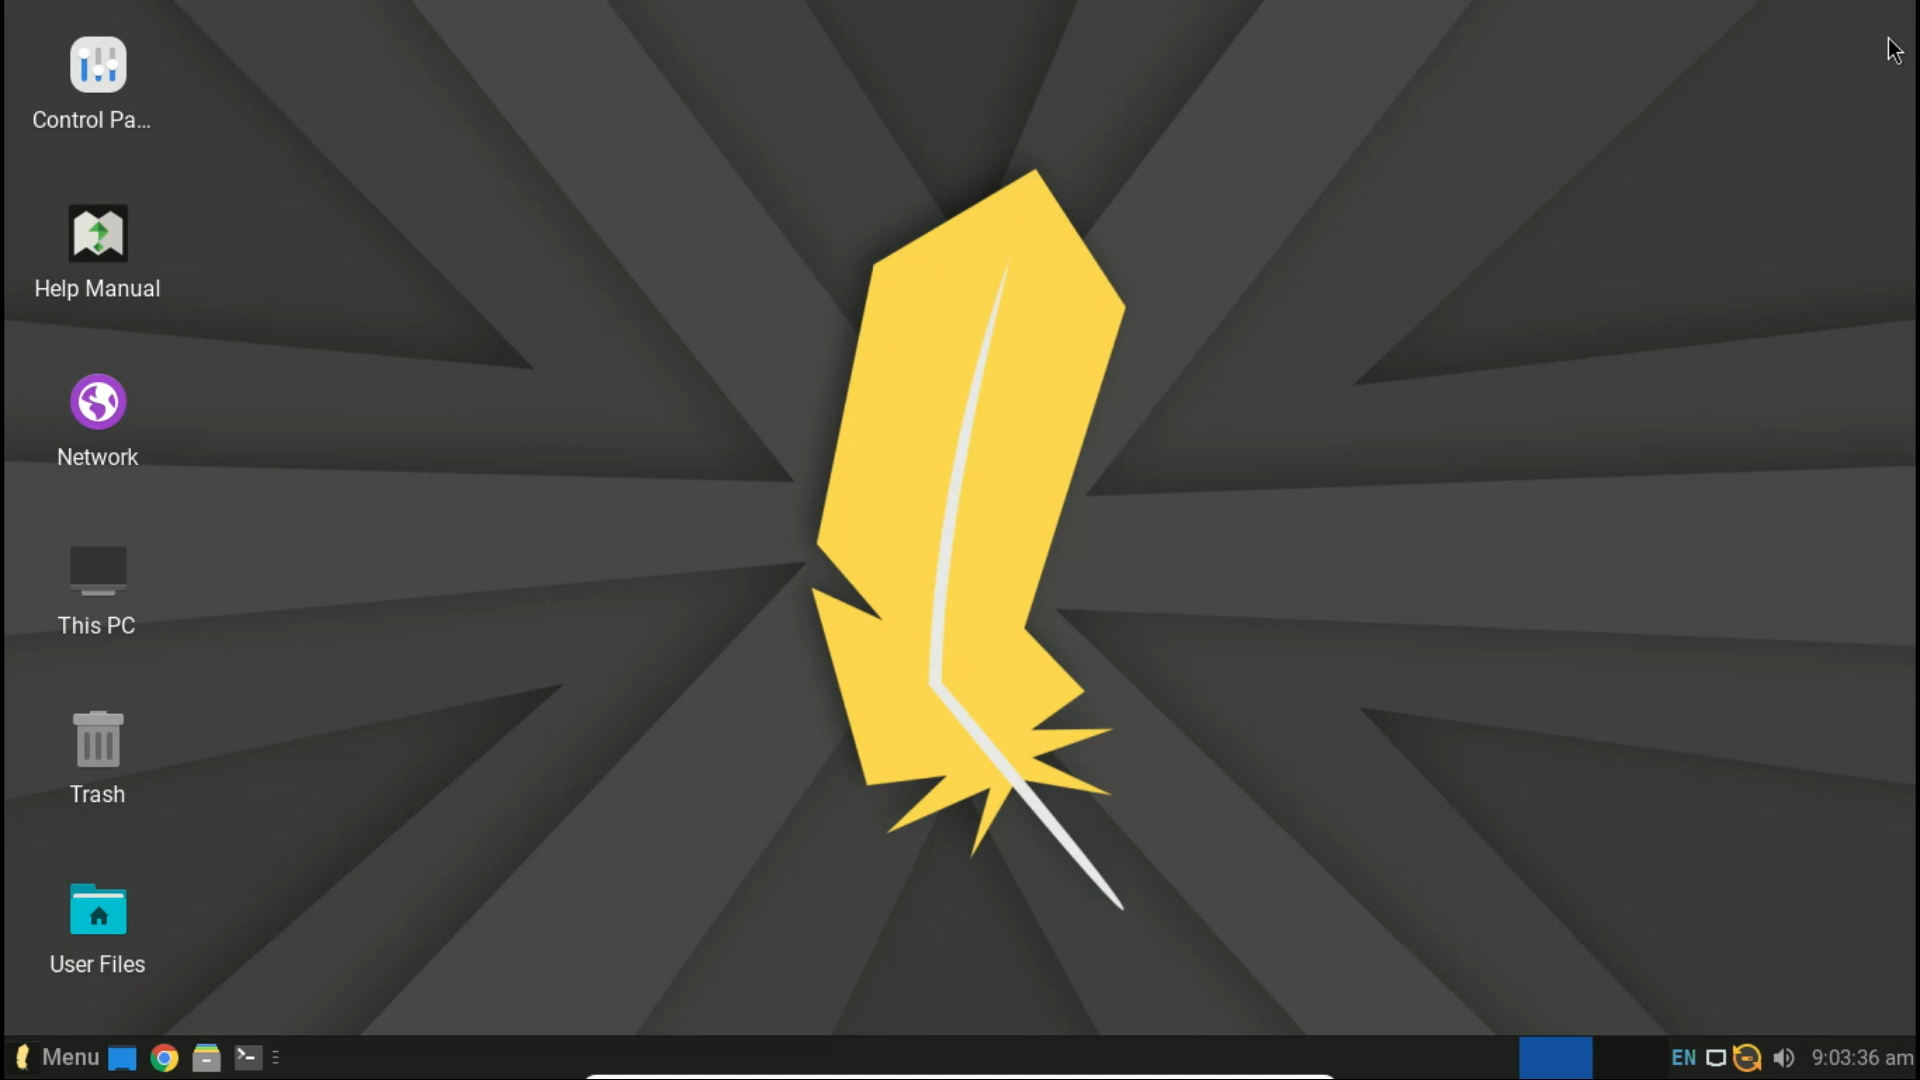 Control Pa...
Help Manual
Network
This PC
Trash
User Files
Menu
EN
9:03:36 am